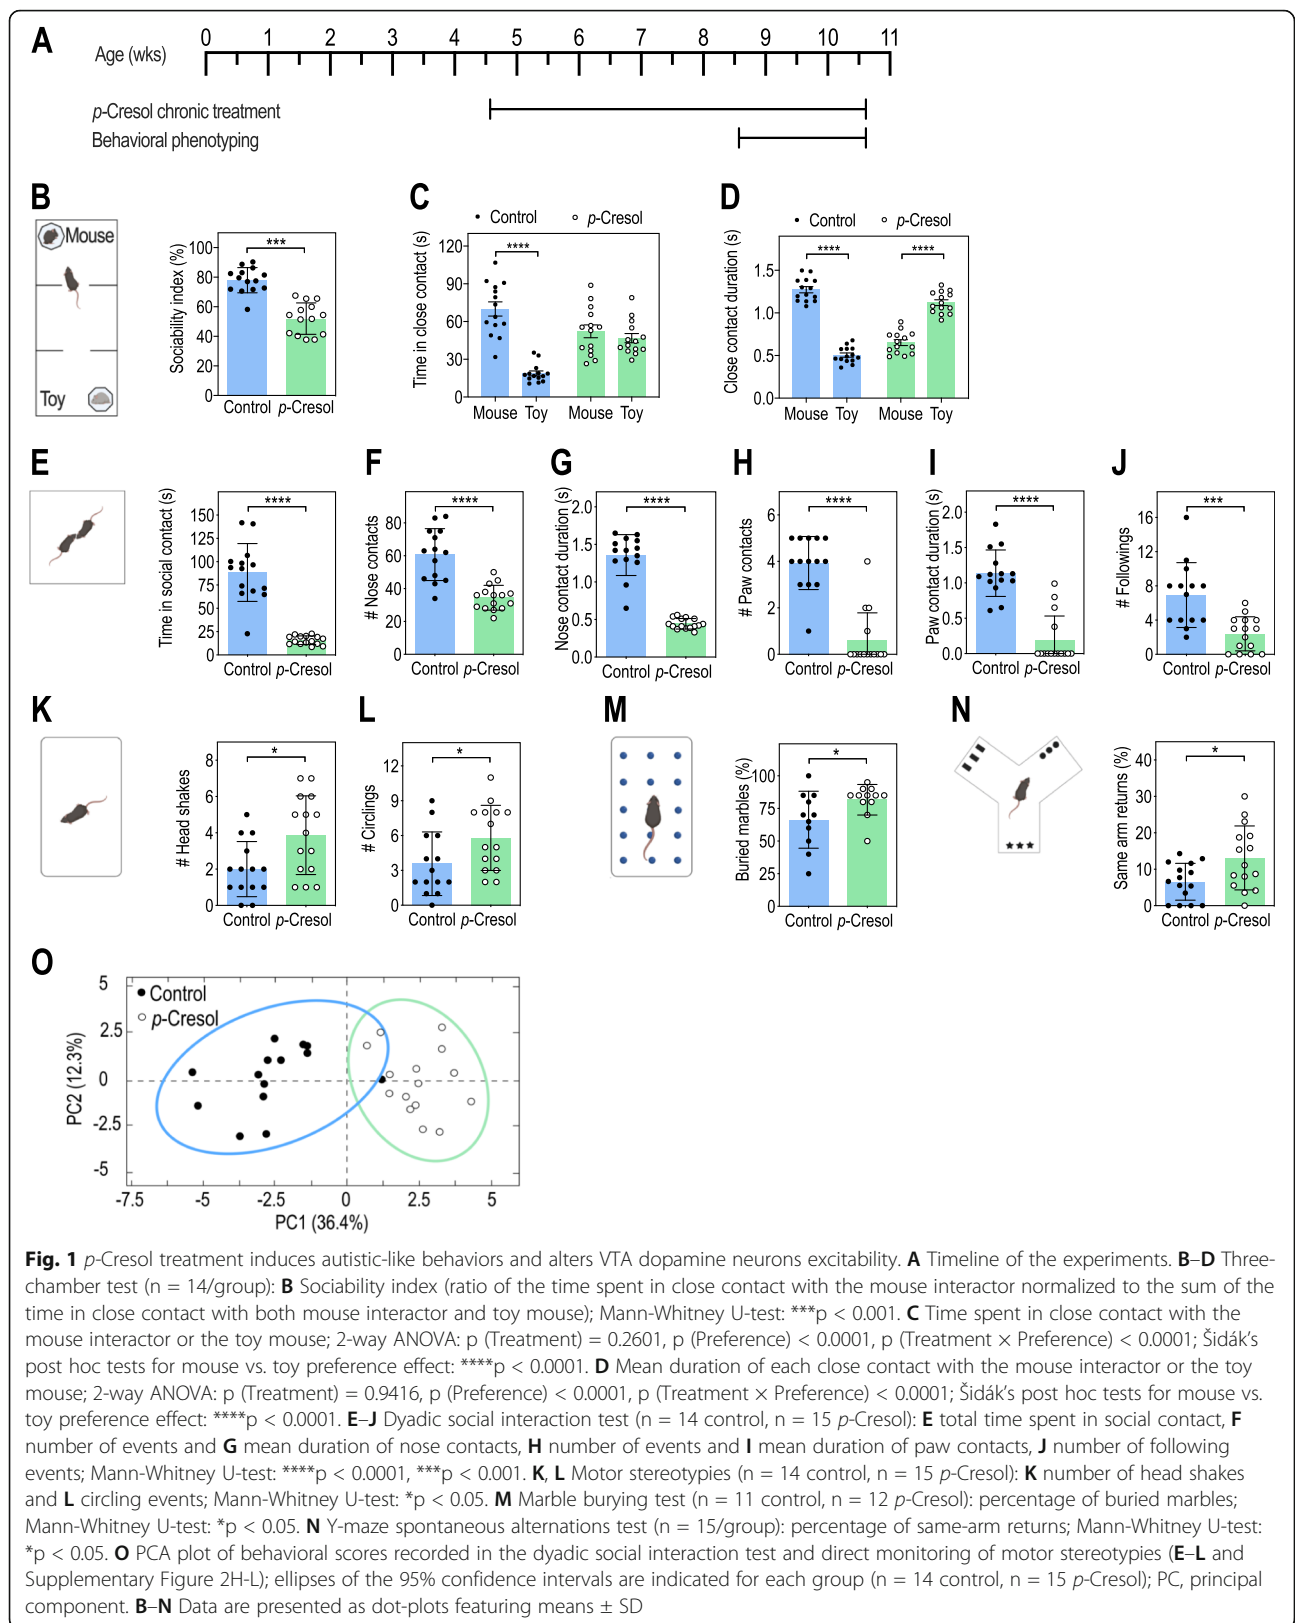 A
Age (wks)
0 1 2 3 4 5 6 7 8 9 10 11
p-Cresol chronic treatment
Behavioral phenotyping
B
Mouse
Toy
Sociability index (%)
100
80
60
40
20
0
***
Control p-Cresol
C
Control p-Cresol
Time in close contact (s)
120
90
60
30
0
****
Mouse Toy Mouse Toy
D
Control p-Cresol
Close contact duration (s)
1.5
1.0
0.5
0.0
**** ****
Mouse Toy Mouse Toy
E
Time in social contact (s)
150
125
100
75
50
25
0
****
Control p-Cresol
F
# Nose contacts
80
60
40
20
0
****
Control p-Cresol
G
Nose contact duration (s)
2.0
1.5
1.0
0.5
0.0
****
Control p-Cresol
H
# Paw contacts
6
4
2
0
****
Control p-Cresol
I
Paw contact duration (s)
2.0
1.5
1.0
0.5
0.0
****
Control p-Cresol
J
# Followings
16
12
8
4
0
***
Control p-Cresol
K
# Head shakes
8
6
4
2
0
*
Control p-Cresol
L
# Circlings
12
9
6
3
0
*
Control p-Cresol
M
Buried marbles (%)
100
75
50
25
0
*
Control p-Cresol
N
Same arm returns (%)
40
30
20
10
0
*
Control p-Cresol
O
Control
p-Cresol
PC2 (12.3%)
5
2.5
0
-2.5
-5
-7.5 -5 -2.5 0 2.5 5
PC1 (36.4%)
Fig. 1 p-Cresol treatment induces autistic-like behaviors and alters VTA dopamine neurons excitability. A Timeline of the experiments. B–D Three-
chamber test (n = 14/group): B Sociability index (ratio of the time spent in close contact with the mouse interactor normalized to the sum of the
time in close contact with both mouse interactor and toy mouse); Mann-Whitney U-test: ***p < 0.001. C Time spent in close contact with the
mouse interactor or the toy mouse; 2-way ANOVA: p (Treatment) = 0.2601, p (Preference) < 0.0001, p (Treatment × Preference) < 0.0001; Šidák's
post hoc tests for mouse vs. toy preference effect: ****p < 0.0001. D Mean duration of each close contact with the mouse interactor or the toy
mouse; 2-way ANOVA: p (Treatment) = 0.9416, p (Preference) < 0.0001, p (Treatment × Preference) < 0.0001; Šidák's post hoc tests for mouse vs.
toy preference effect: ****p < 0.0001. E–J Dyadic social interaction test (n = 14 control, n = 15 p-Cresol): E total time spent in social contact, F
number of events and G mean duration of nose contacts, H number of events and I mean duration of paw contacts, J number of following
events; Mann-Whitney U-test: ****p < 0.0001, ***p < 0.001. K, L Motor stereotypies (n = 14 control, n = 15 p-Cresol): K number of head shakes
and L circling events; Mann-Whitney U-test: *p < 0.05. M Marble burying test (n = 11 control, n = 12 p-Cresol): percentage of buried marbles;
Mann-Whitney U-test: *p < 0.05. N Y-maze spontaneous alternations test (n = 15/group): percentage of same-arm returns; Mann-Whitney U-test:
*p < 0.05. O PCA plot of behavioral scores recorded in the dyadic social interaction test and direct monitoring of motor stereotypies (E–L and
Supplementary Figure 2H-L); ellipses of the 95% confidence intervals are indicated for each group (n = 14 control, n = 15 p-Cresol); PC, principal
component. B–N Data are presented as dot-plots featuring means ± SD